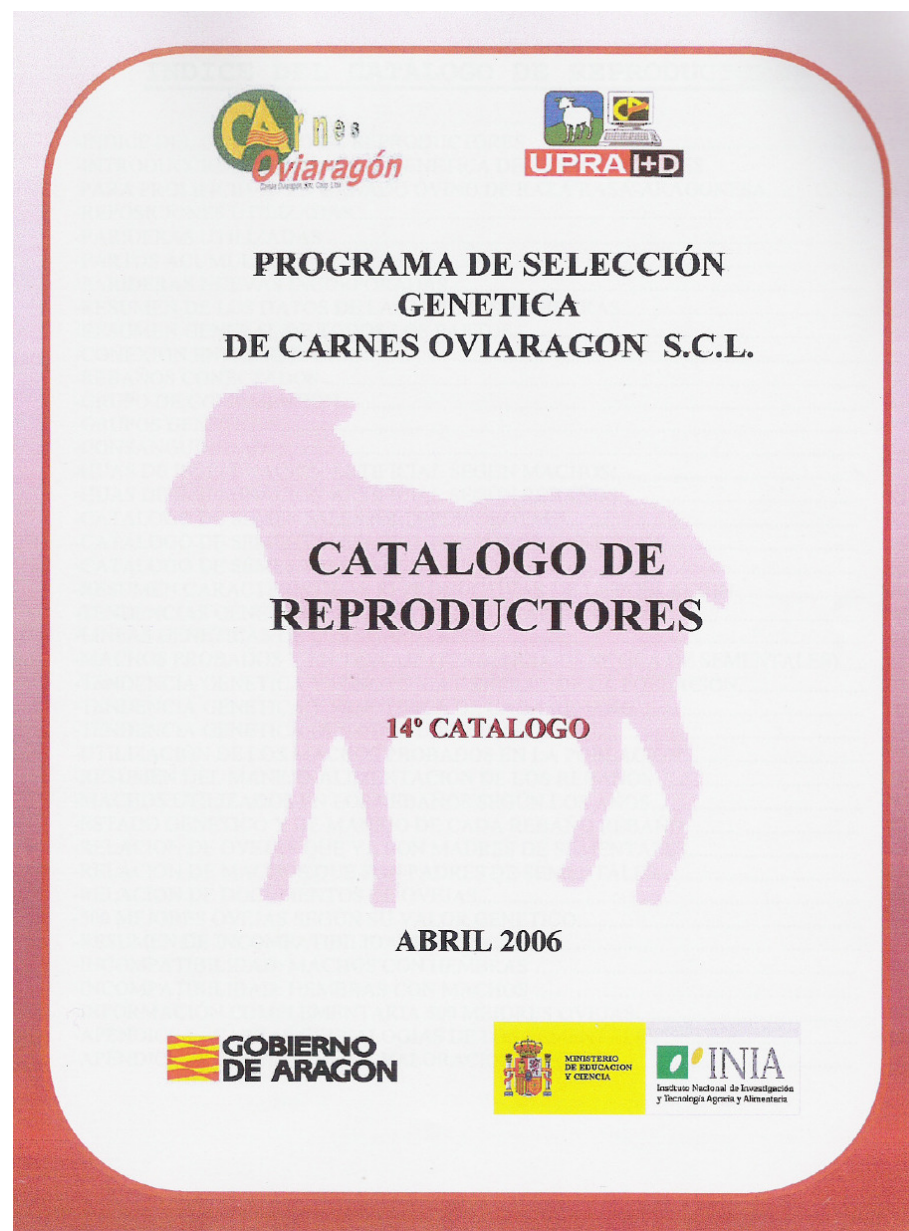 CArnes
Oviaragón
UPRA I+D
PROGRAMA DE SELECCIÓN
GENETICA
DE CARNES OVIARAGON S.C.L.
CATALOGO DE
REPRODUCTORES
14º CATALOGO
ABRIL 2006
GOBIERNO
DE ARAGON
MINISTERIO
DE EDUCACION
Y CIENCIA
INIA
Instituto Nacional de Investigación
y Tecnología Agraria y Alimentaria